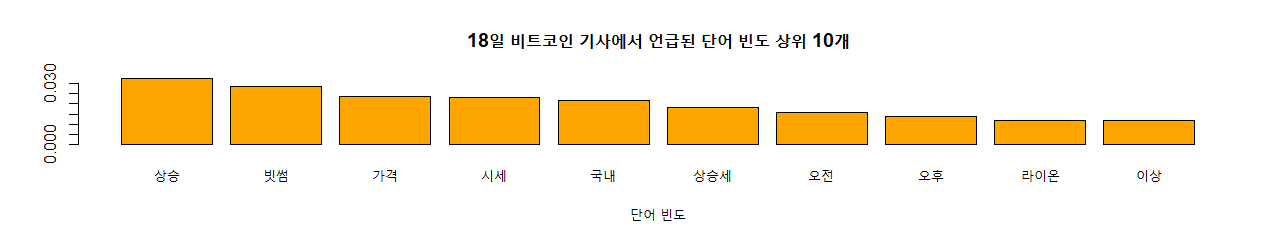 18일 비트코인 기사에서 언급된 단어 빈도 상위 10개
0.030
0.000
상승 빗썸 가격 시세 국내 상승세 오전 오후 라이온 이상
단어 빈도